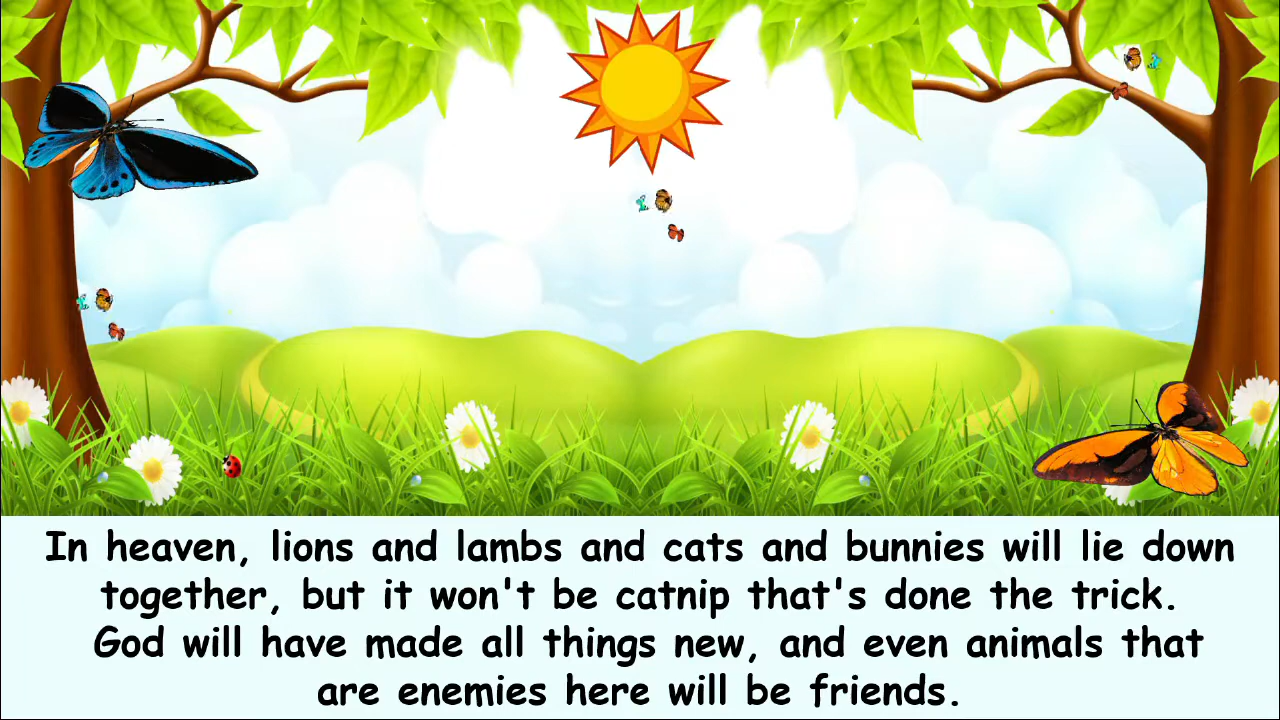 In heaven, lions and lambs and cats and bunnies will lie down
together, but it won't be catnip that's done the trick.
God will have made all things new, and even animals that
are enemies here will be friends.